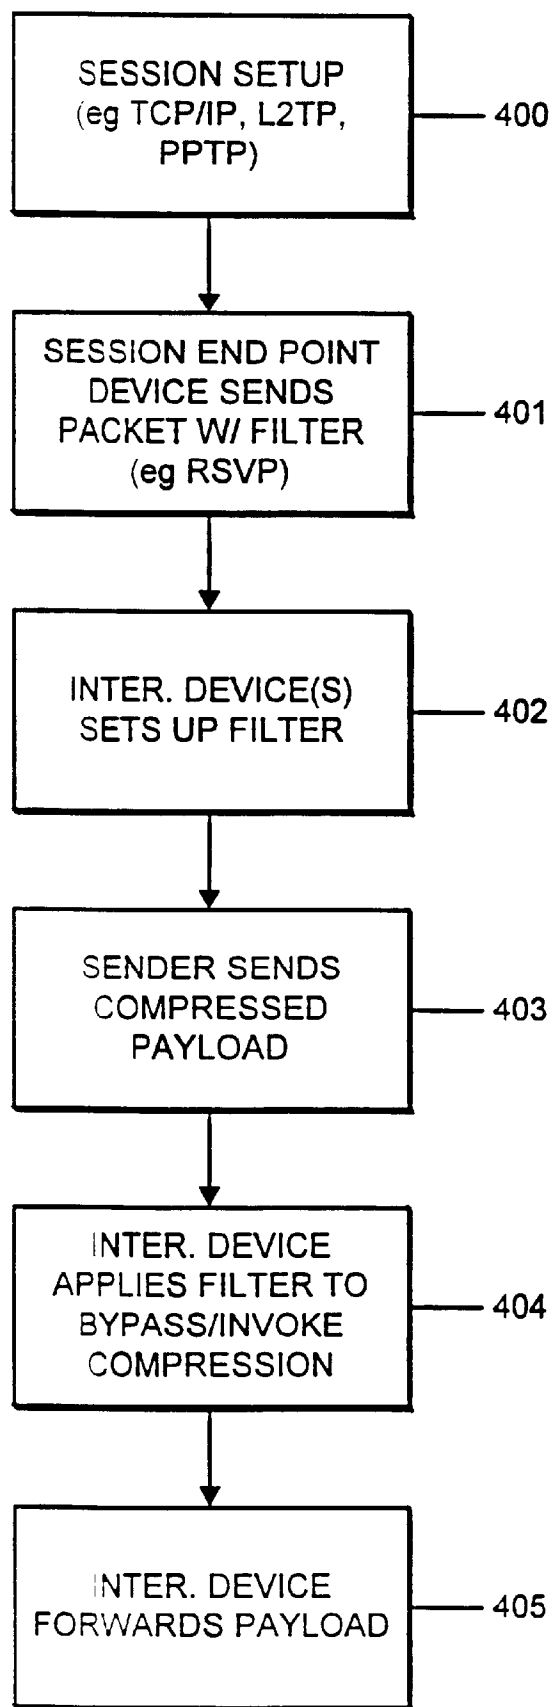 SESSION SETUP
(eg TCP/IP, L2TP,
PPTP)
400
SESSION END POINT
DEVICE SENDS
PACKET W/ FILTER
(eg RSVP)
401
INTER. DEVICE(S)
SETS UP FILTER
402
SENDER SENDS
COMPRESSED
PAYLOAD
403
INTER. DEVICE
APPLIES FILTER TO
BYPASS/INVOKE
COMPRESSION
404
INTER. DEVICE
FORWARDS PAYLOAD
405